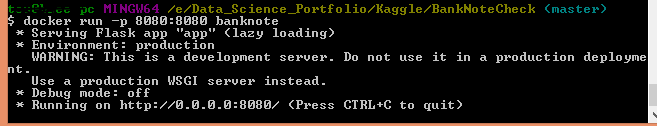 pc MINGW64 /e/Data_Science_Portfolio/Kaggle/BankNoteCheck (master)
$ docker run -p 8080:8080 banknote
 * Serving Flask app "app" (lazy loading)
 * Environment: production
   WARNING: This is a development server. Do not use it in a production deployme
nt.
   Use a production WSGI server instead.
 * Debug mode: off
 * Running on http://0.0.0.0:8080/ (Press CTRL+C to quit)